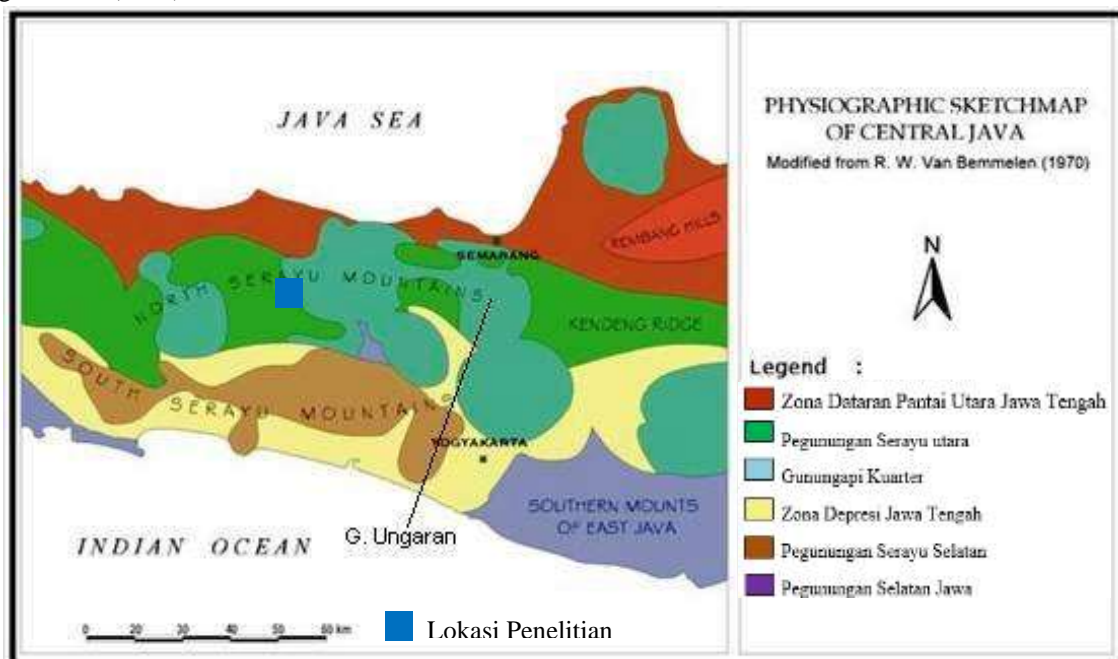 JAVA SEA
SEMARANG
REMBANG HILLS
NORTH SERAYU MOUNTAINS
KENDENG RIDGE
SOUTH SERAYU MOUNTAINS
YOGYAKARTA
SOUTHERN MOUNTS
OF EAST JAVA
INDIAN OCEAN
G. Ungaran
0 20 30 40 50 60 km
Lokasi Penelitian
PHYSIOGRAPHIC SKETCHMAP
OF CENTRAL JAVA
Modified from R. W. Van Bemmelen (1970)
N
Legend :
Zona Dataran Pantai Utara Jawa Tengah
Pegunungan Serayu utara
Gunungapi Kuarter
Zona Depresi Jawa Tengah
Pegunungan Serayu Selatan
Pegunungan Selatan Jawa